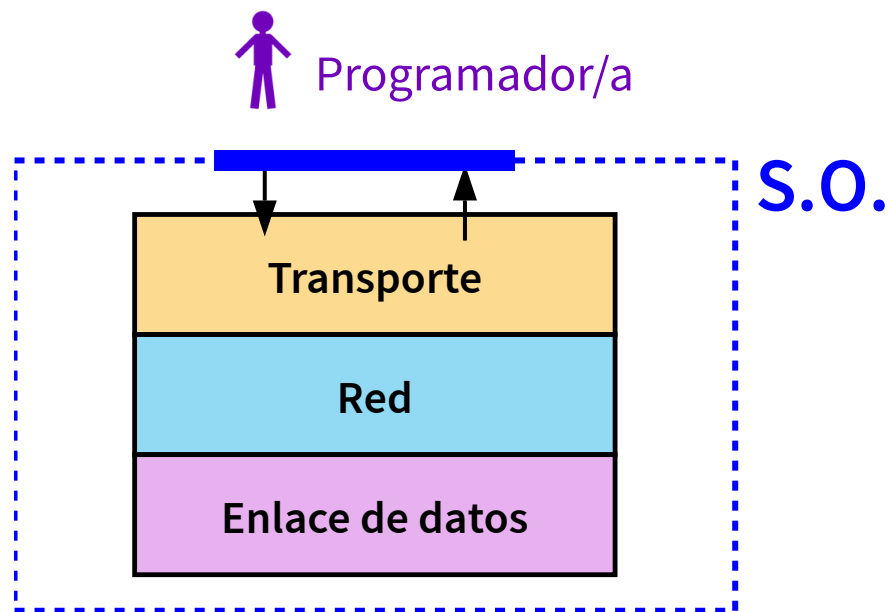 Programador/a
S.O.
Transporte
Red
Enlace de datos